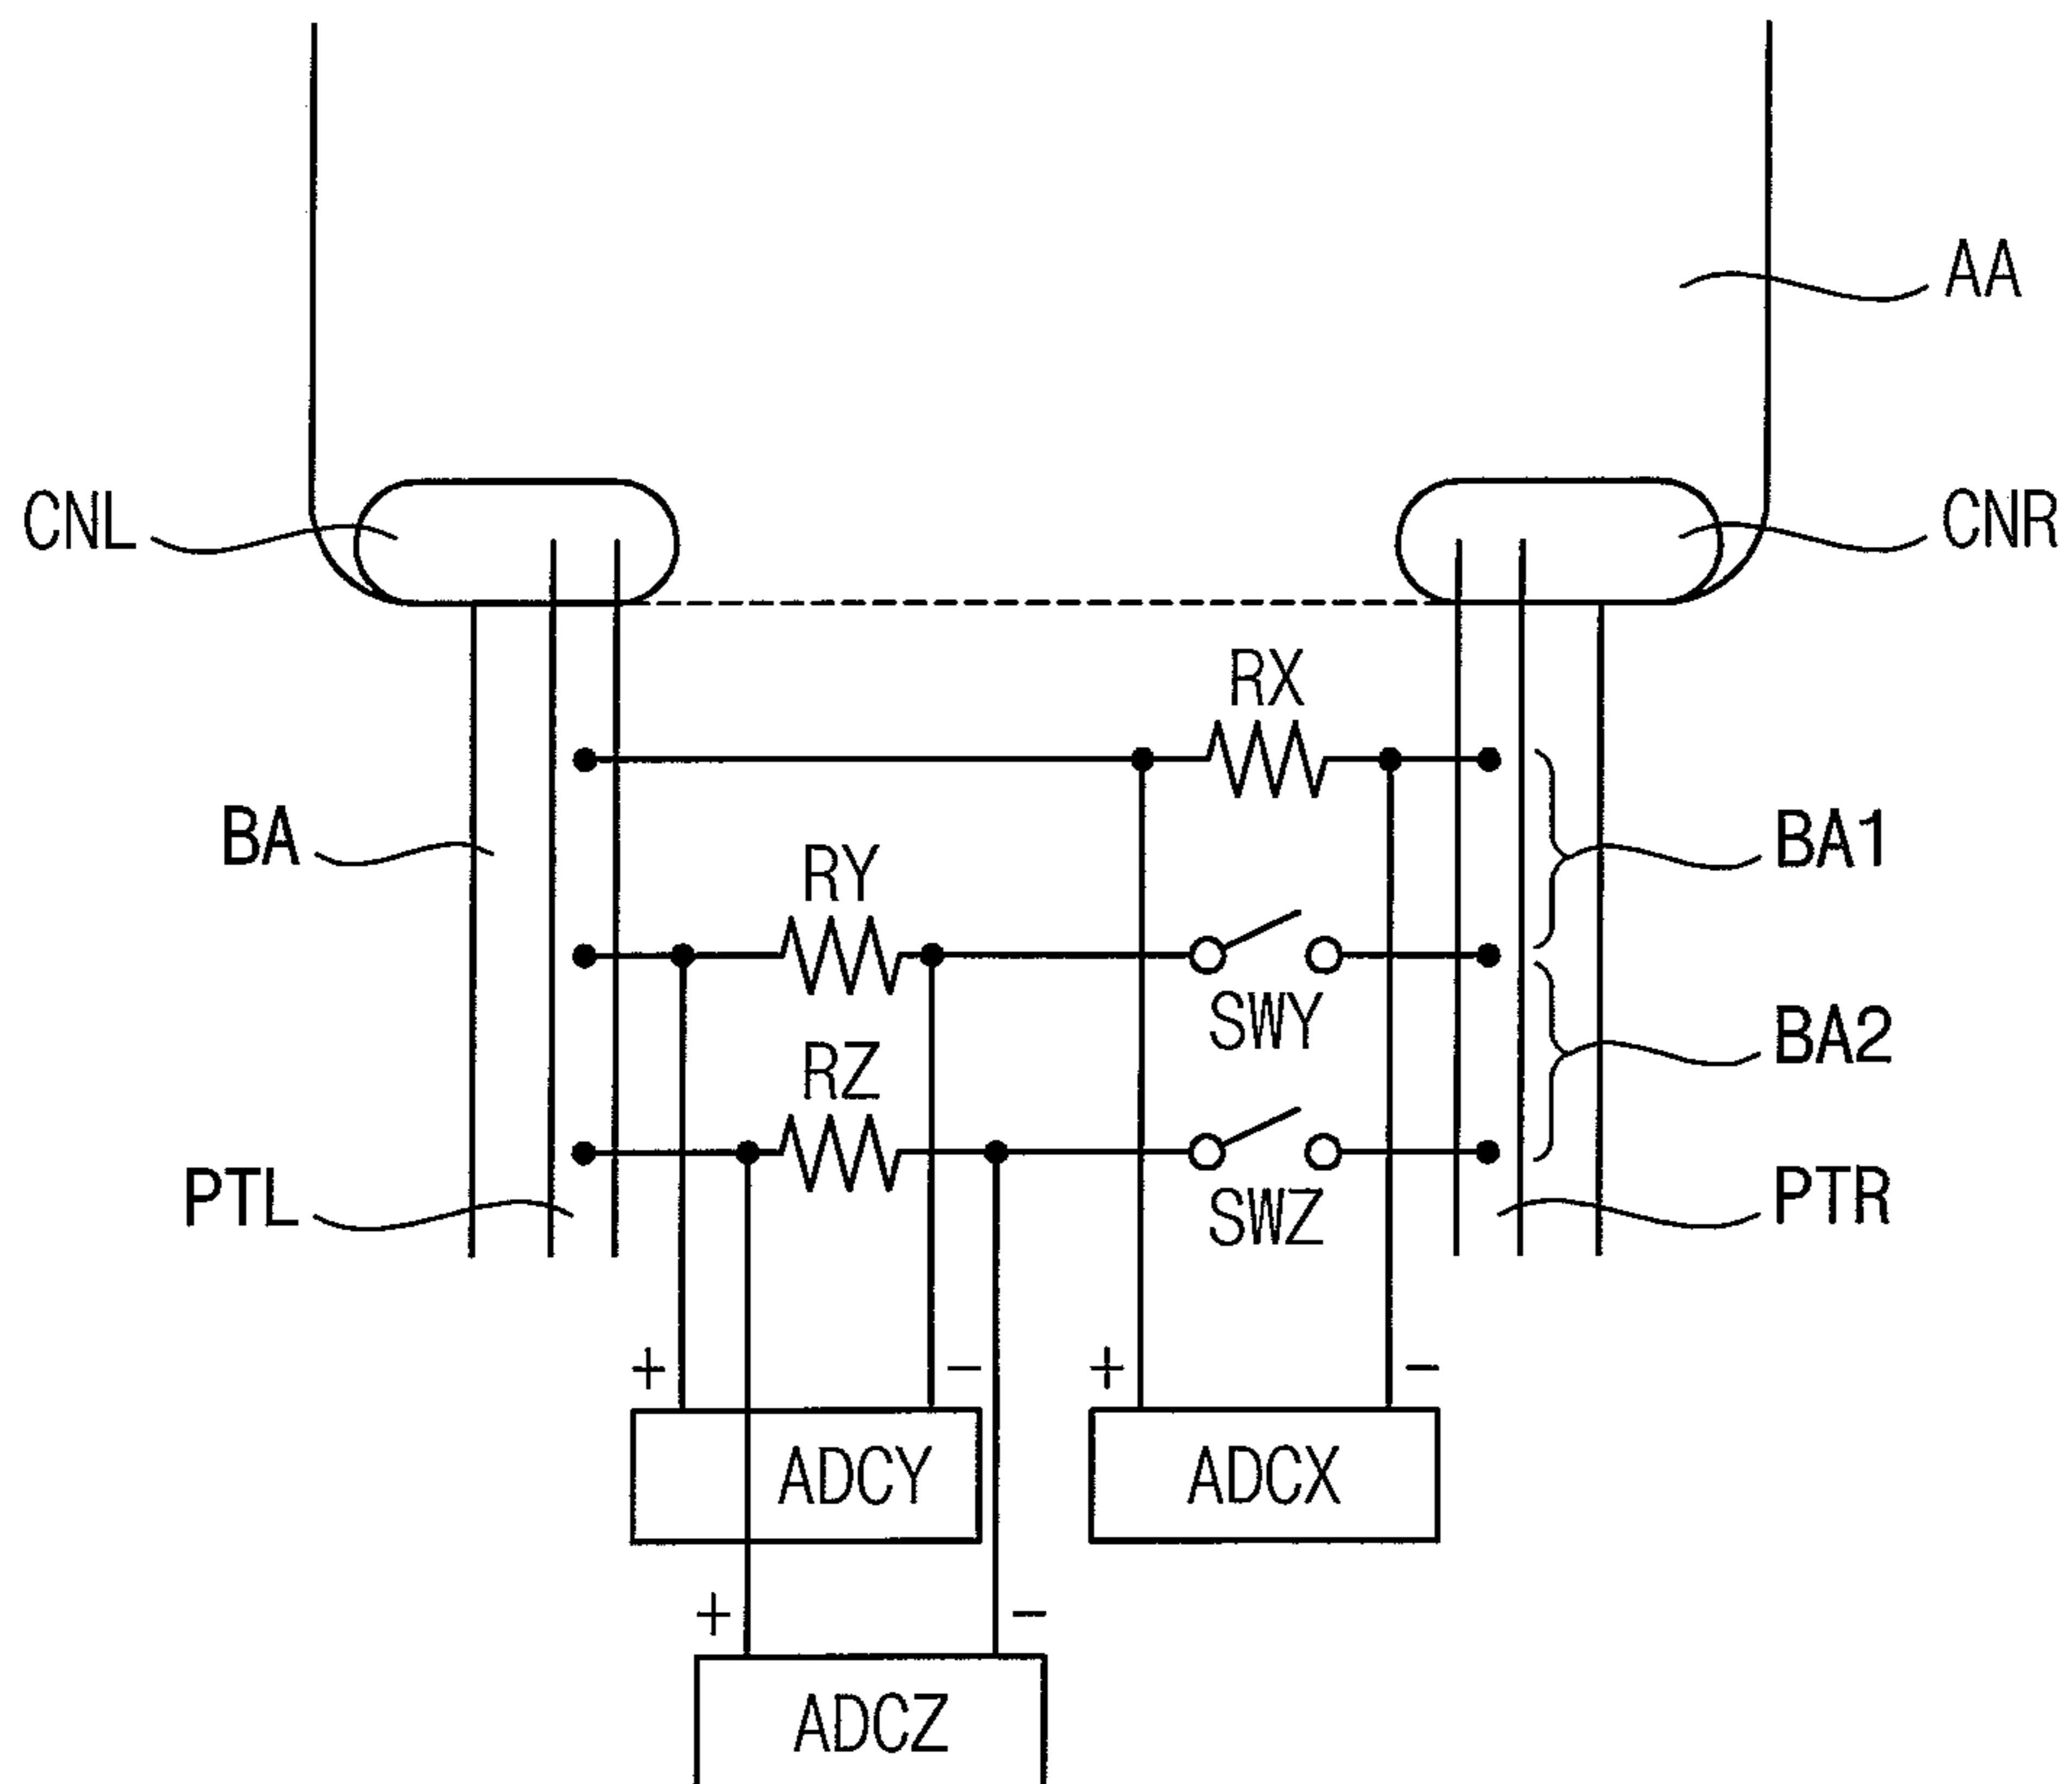 AA
CNL
CNR
RX
BA
BA1
RY
SWY
BA2
RZ
PTL
SWZ
PTR
+
-
+
-
ADCY
ADCX
+
-
ADCZ